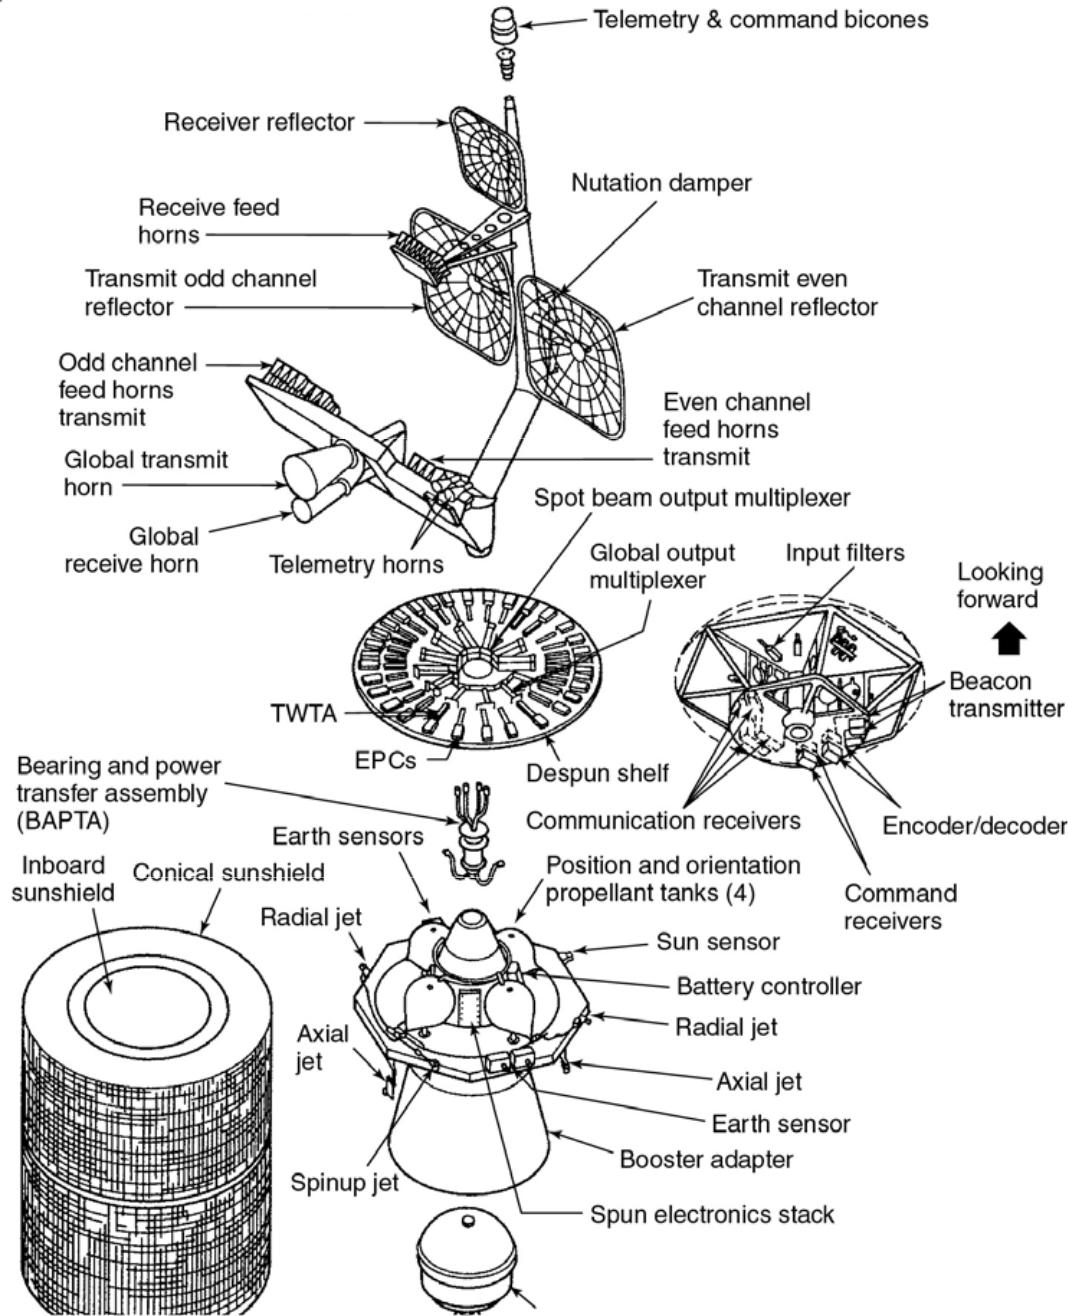 Telemetry & command bicones
Receiver reflector
Nutation damper
Receive feed
horns
Transmit odd channel
reflector
Transmit even
channel reflector
Odd channel
feed horns
transmit
Even channel
feed horns
transmit
Global transmit
horn
Spot beam output multiplexer
Global
receive horn
Telemetry horns
Global output
multiplexer
Input filters
Looking
forward
Beacon
transmitter
TWTA
EPCs
Despun shelf
Bearing and power
transfer assembly
(BAPTA)
Communication receivers
Encoder/decoder
Earth sensors
Inboard
sunshield
Conical sunshield
Position and orientation
propellant tanks (4)
Command
receivers
Radial jet
Sun sensor
Battery controller
Radial jet
Axial
jet
Axial jet
Earth sensor
Booster adapter
Spinup jet
Spun electronics stack